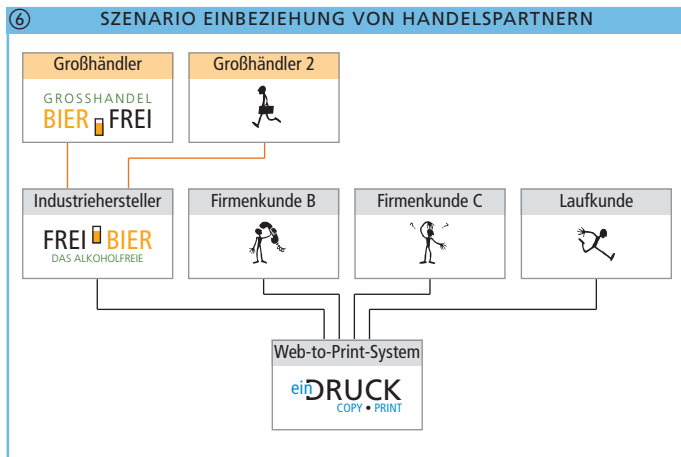 ⑥ SZENARIO EINBEZIEHUNG VON HANDELSPARTNERN
Großhändler
GROSSHANDEL
BIER FREI
Großhändler 2
Industriehersteller
FREI BIER
DAS ALKOHOLFREIE
Firmenkunde B
Firmenkunde C
? ?
Laufkunde
Web-to-Print-System
einDRUCK
COPY • PRINT